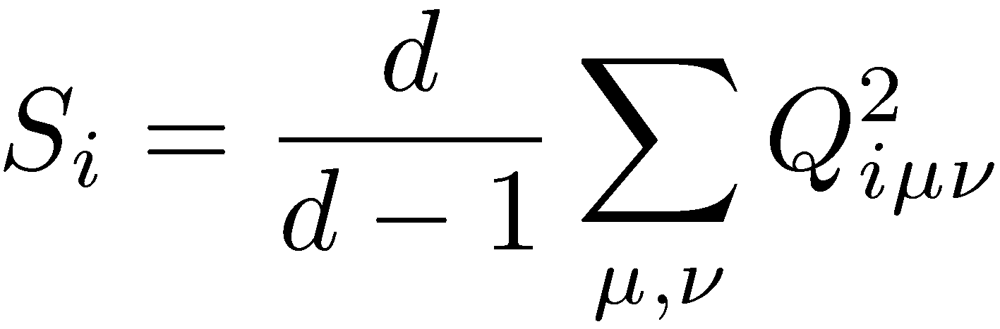 S_i = \frac{d}{d-1} \sum_{\mu,\nu} Q_{i\mu\nu}^2